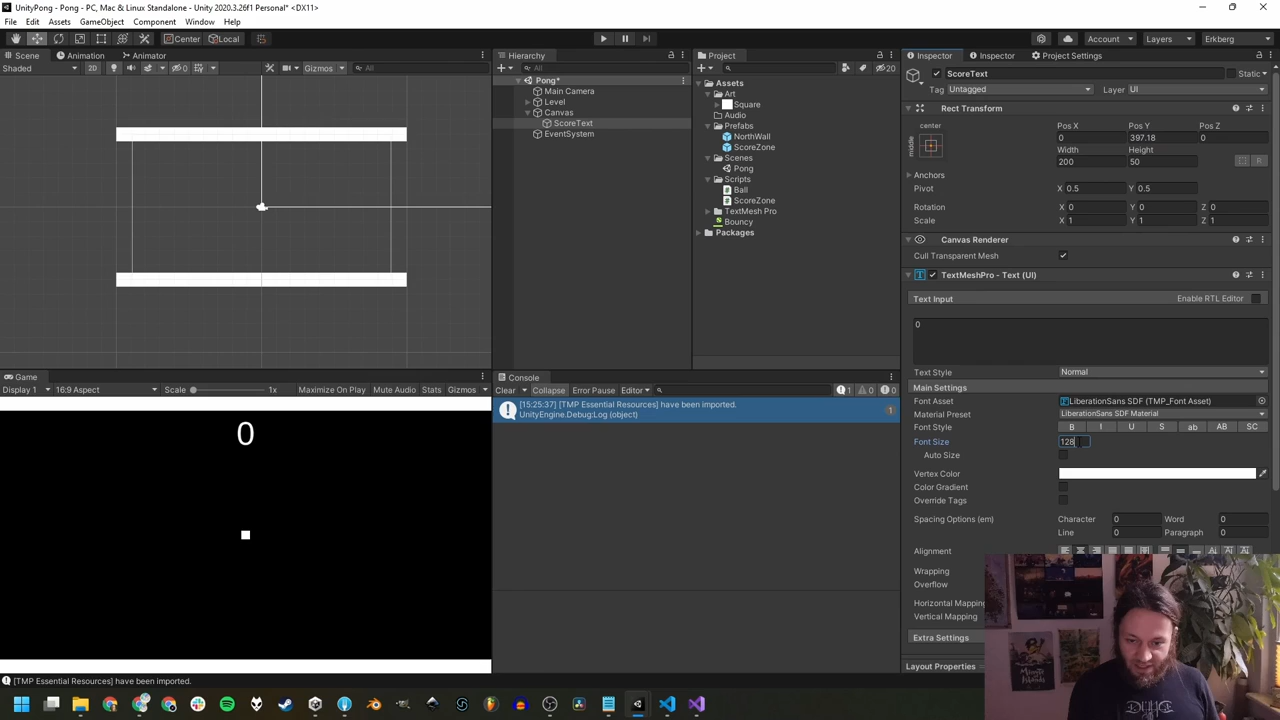 UnityPong - Pong - PC, Mac & Linux Standalone - Unity 2020.3.26f1 Personal* <DX11>
File Edit Assets GameObject Component Window Help
Center Local Account Layers Erkberg
Scene Animation Animator
Shaded 2D 0 Gizmos All
Hierarchy
All
Pong*
Main Camera
Level
Canvas
ScoreText
EventSystem
Project
20
Assets
Art
Square
Audio
Prefabs
NorthWall
ScoreZone
Scenes
Pong
Scripts
Ball
ScoreZone
TextMesh Pro
Bouncy
Packages
Inspector Inspector Project Settings
ScoreText Static
Tag Untagged Layer UI
Rect Transform
center Pos X Pos Y Pos Z
middle 0 397.18 0
Width Height
200 50 R
Anchors
Pivot X 0.5 Y 0.5
Rotation X 0 Y 0 Z 0
Scale X 1 Y 1 Z 1
Canvas Renderer
Cull Transparent Mesh
TextMeshPro - Text (UI)
Text Input Enable RTL Editor
0
Text Style Normal
Main Settings
Font Asset LiberationSans SDF (TMP_Font Asset)
Material Preset LiberationSans SDF Material
Font Style B I U S ab AB SC
Font Size 128
Auto Size
Vertex Color
Color Gradient
Override Tags
Spacing Options (em) Character 0 Word 0
Line 0 Paragraph 0
Alignment
Wrapping
Overflow
Horizontal Mapping
Vertical Mapping
Extra Settings
Layout Properties
Game
Display 1 16:9 Aspect Scale 1x Maximize On Play Mute Audio Stats Gizmos
0
Console
Clear Collapse Error Pause Editor 1 0 0
[15:25:37] [TMP Essential Resources] have been imported.
UnityEngine.Debug:Log (object)
1
[TMP Essential Resources] have been imported.